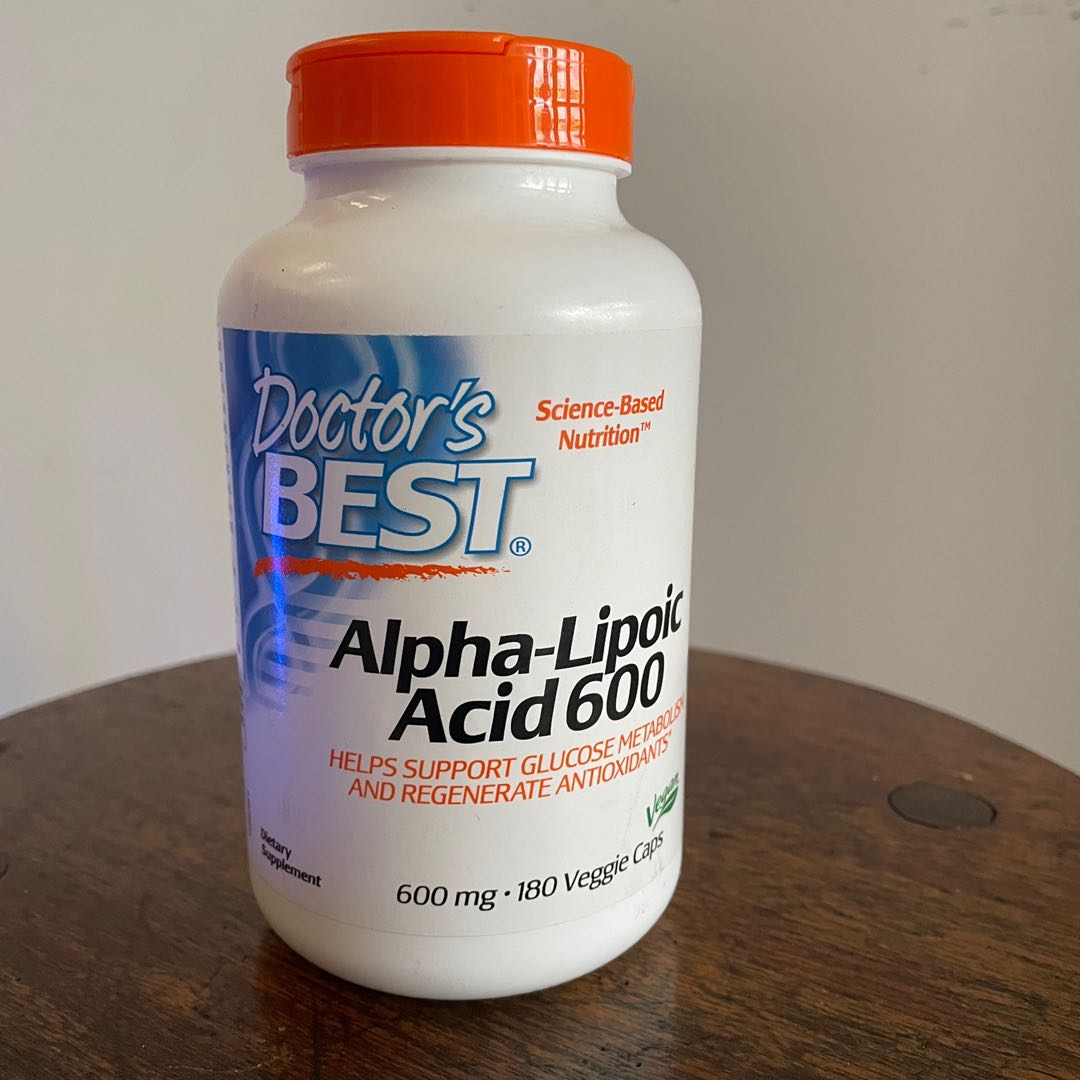 Doctor's
BEST®
Science-Based
Nutrition™
Alpha-Lipoic
Acid 600
HELPS SUPPORT GLUCOSE METABOLISM
AND REGENERATE ANTIOXIDANTS*
Vegan
Dietary
Supplement
600 mg • 180 Veggie Caps